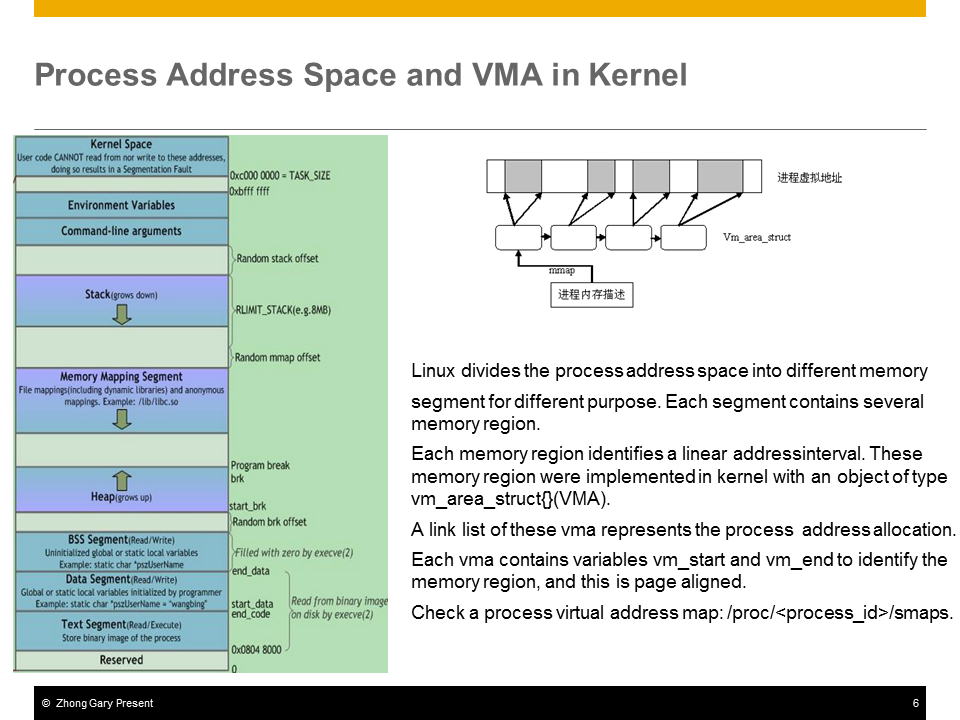 Process Address Space and VMA in Kernel
Kernel Space
User code CANNOT read from nor write to these addresses,
doing so results in a Segmentation Fault
0xc000 0000 = TASK_SIZE
0xbfff ffff
Environment Variables
Command-line arguments
Random stack offset
Stack(grows down)
RLIMIT_STACK(e.g.8MB)
Random mmap offset
Memory Mapping Segment
File mappings(including dynamic libraries) and anonymous
mappings. Example: /lib/libc.so
Program break
brk
Heap(grows up)
start_brk
Random brk offset
BSS Segment(Read/Write)
Uninitialized global or static local variables
Example: static char *pszUserName
Filled with zero by execve(2)
end_data
Data Segment(Read/Write)
Global or static local variables initialized by programmer
Example: static char *pszUserName = "wangbing"
start_data
end_code
Read from binary image
on disk by execve(2)
Text Segment(Read/Execute)
Store binary image of the process
0x0804 8000
Reserved
0
进程虚拟地址
Vm_area_struct
mmap
进程内存描述
Linux divides the process address space into different memory
segment for different purpose. Each segment contains several
memory region.
Each memory region identifies a linear addressinterval. These
memory region were implemented in kernel with an object of type
vm_area_struct{}(VMA).
A link list of these vma represents the process address allocation.
Each vma contains variables vm_start and vm_end to identify the
memory region, and this is page aligned.
Check a process virtual address map: /proc/<process_id>/smaps.
© Zhong Gary Present
6